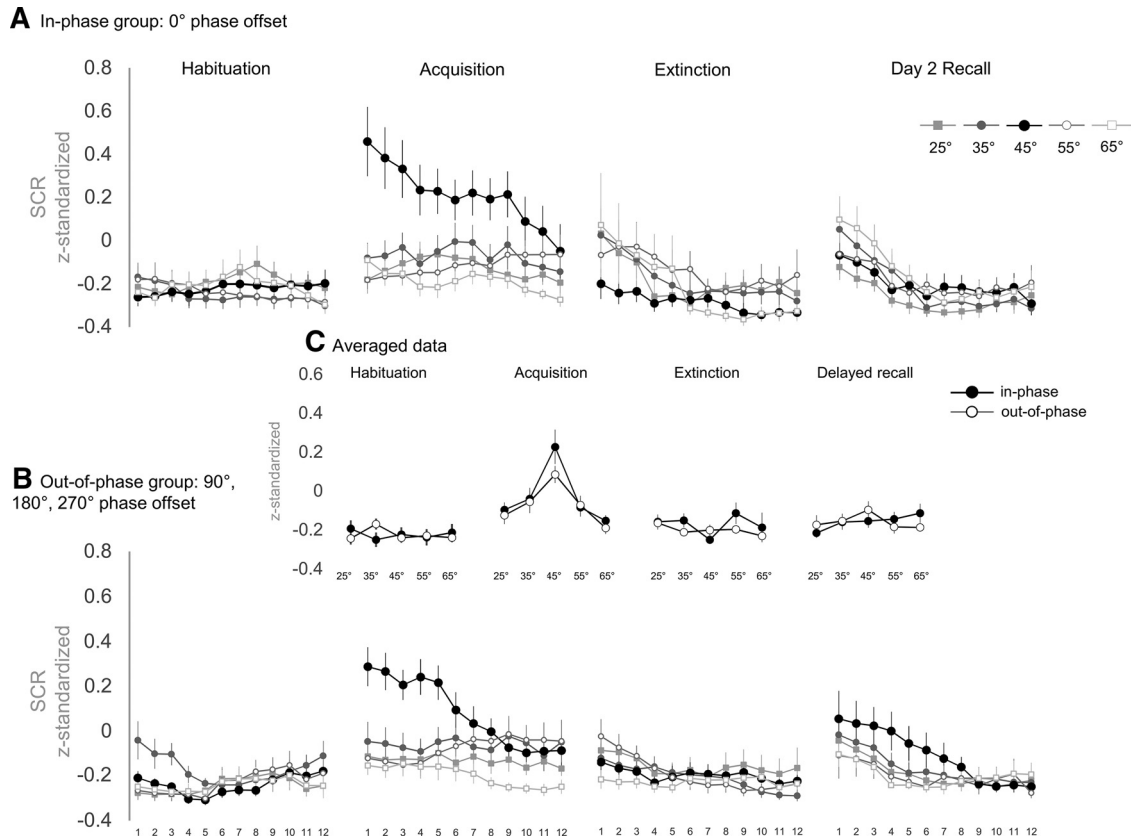 A In-phase group: 0° phase offset
Habituation Acquisition Extinction Day 2 Recall
0.8
0.6
0.4
0.2
0
-0.2
-0.4
SCR
z-standardized
25° 35° 45° 55° 65°
C Averaged data
Habituation Acquisition Extinction Delayed recall
0.6
0.4
0.2
0
-0.2
-0.4
z-standardized
in-phase
out-of-phase
25° 35° 45° 55° 65° 25° 35° 45° 55° 65° 25° 35° 45° 55° 65° 25° 35° 45° 55° 65°
B Out-of-phase group: 90°,
180°, 270° phase offset
0.8
0.6
0.4
0.2
0
-0.2
-0.4
SCR
z-standardized
1 2 3 4 5 6 7 8 9 10 11 12 1 2 3 4 5 6 7 8 9 10 11 12 1 2 3 4 5 6 7 8 9 10 11 12 1 2 3 4 5 6 7 8 9 10 11 12